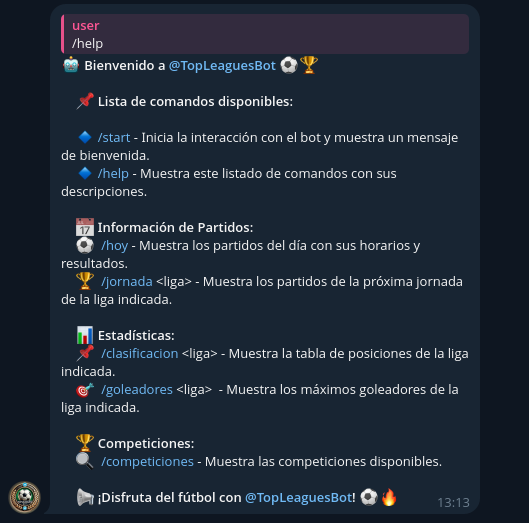 user
/help
🤖 Bienvenido a @TopLeaguesBot ⚽🏆
📌 Lista de comandos disponibles:
🔹 /start - Inicia la interacción con el bot y muestra un mensaje
de bienvenida.
🔹 /help - Muestra este listado de comandos con sus
descripciones.
📅 Información de Partidos:
⚽ /hoy - Muestra los partidos del día con sus horarios y
resultados.
🏆 /jornada <liga> - Muestra los partidos de la próxima jornada
de la liga indicada.
📊 Estadísticas:
📌 /clasificacion <liga> - Muestra la tabla de posiciones de la liga
indicada.
🎯 /goleadores <liga>  - Muestra los máximos goleadores de la
liga indicada.
🏆 Competiciones:
🔍 /competiciones - Muestra las competiciones disponibles.
📢 ¡Disfruta del fútbol con @TopLeaguesBot! ⚽🔥
13:13